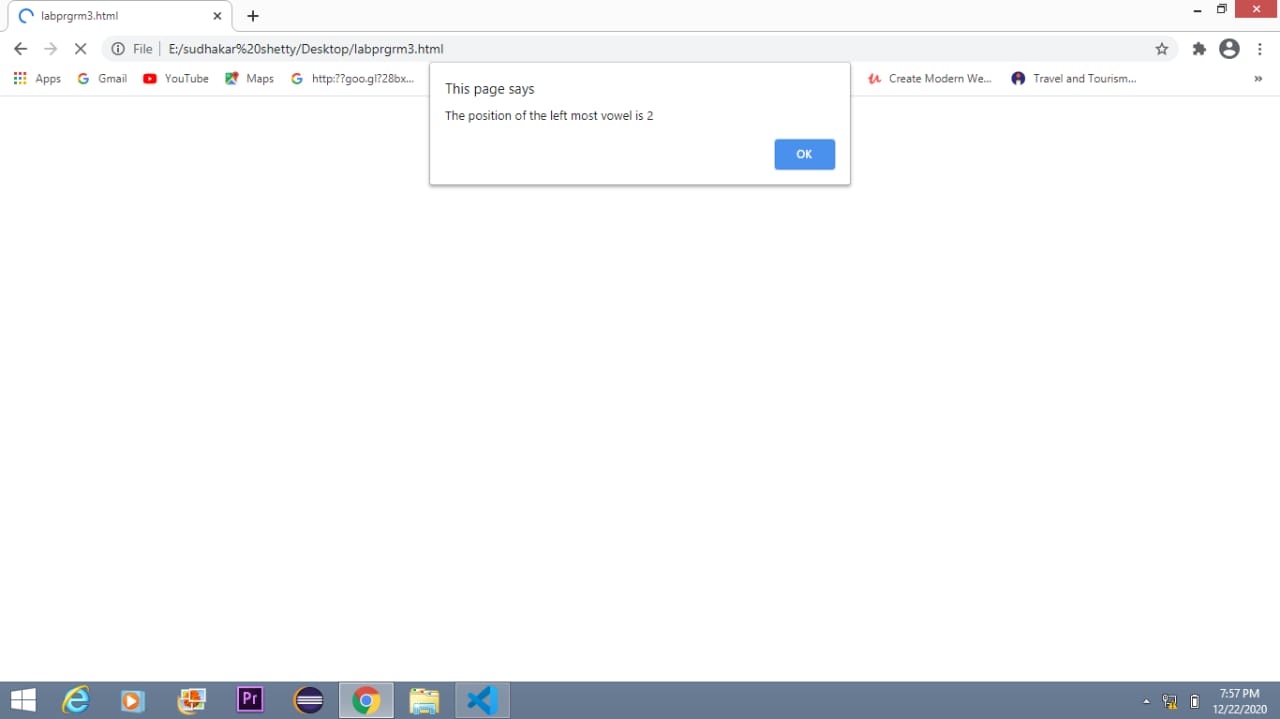 labprgrm3.html
File E:/sudhakar%20shetty/Desktop/labprgrm3.html
Apps Gmail YouTube Maps http:??goo.gl?28bx... Create Modern We... Travel and Tourism... »
This page says
The position of the left most vowel is 2
OK
Pr
7:57 PM
12/22/2020